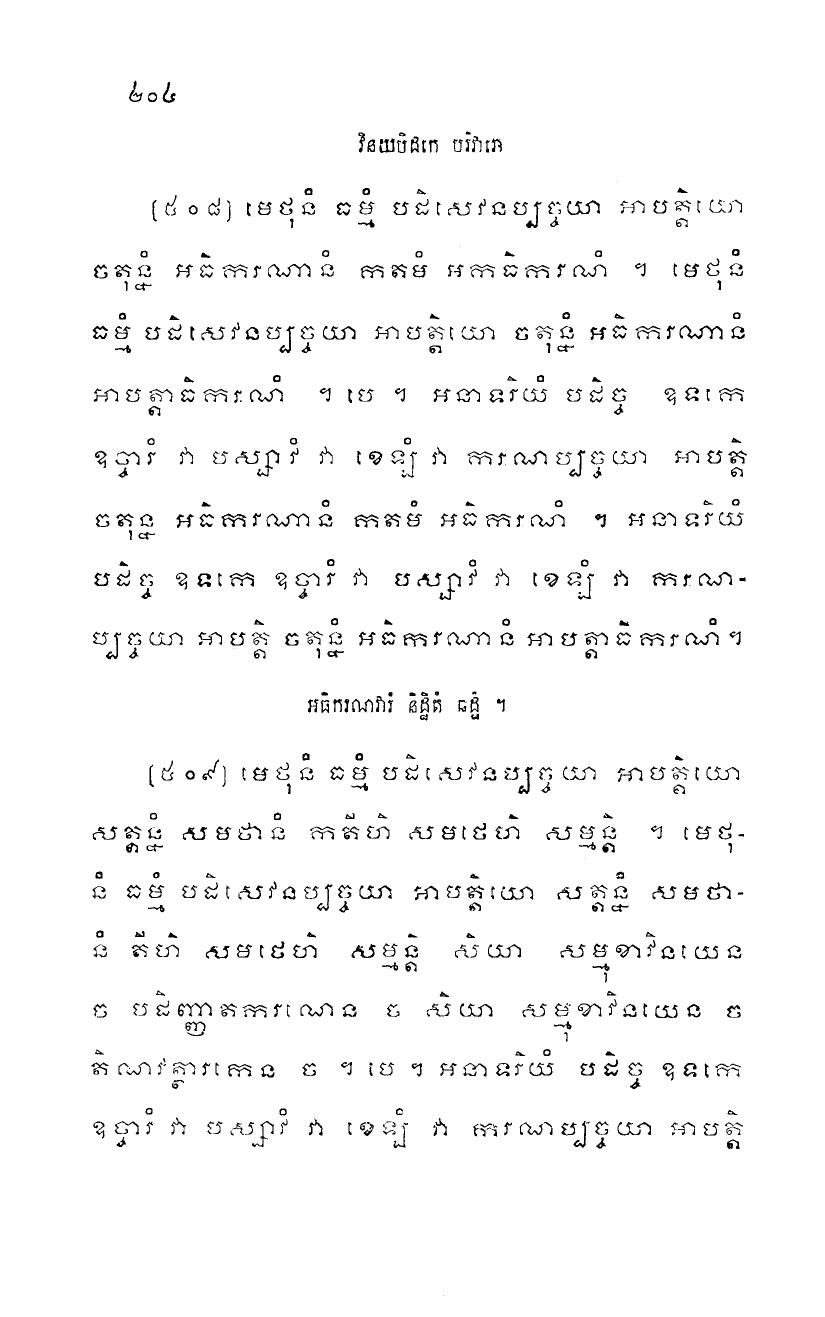 ២០៤
វិនយបិដកេ បរិវារោ
[៥០៨] មេថុនំ ធម្មំ បដិសេវនប្បច្ចយា អាបត្តិយោ
ចតុន្នំ អធិករណានំ កតមំ អកធិករណំ ។ មេថុនំ
ធម្មំ បដិសេវនប្បច្ចយា អាបត្តិយោ ចតុន្នំ អធិករណានំ
អាបត្តាធិករណំ ។ បេ ។ អនាទរិយំ បដិច្ច ឧទកេ
ឧច្ចារំ វា បស្សាវំ វា ខេឡំ វា ករណប្បច្ចយា អាបត្តិ
ចតុន្ន អធិករណានំ កតមំ អធិករណំ ។ អនាទរិយំ
បដិច្ច ឧទកេ ឧច្ចារំ វា បស្សាវំ វា ខេឡំ វា ករណ-
ប្បច្ចយា អាបត្តិ ចតុន្នំ អធិករណានំ អាបត្តាធិករណំ។
អធិករណវារំ និដ្ឋិតំ ឆដ្ឋំ ។
[៥០៩] មេថុនំ ធម្មំ បដិសេវនប្បច្ចយា អាបត្តិយោ
សត្តន្នំ សមថានំ កតីហិ សមថេហិ សម្មន្តិ ។ មេថុ-
នំ ធម្មំ បដិសេវនប្បច្ចយា អាបត្តិយោ សត្តន្នំ សមថា-
នំ តីហិ សមថេហិ សម្មន្តិ សិយា សម្មុខាវិនយេន
ច បដិញ្ញាតករណេន ច សិយា សម្មុខាវិនយេន ច
តិណវត្ថារកេន ច ។ បេ ។ អនាទរិយំ បដិច្ច ឧទកេ
ឧច្ចារំ វា បស្សាវំ វា ខេឡំ វា ករណប្បច្ចយា អាបត្តិ